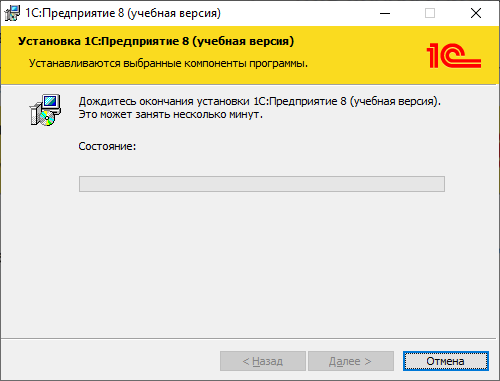 1С:Предприятие 8 (учебная версия)
Установка 1С:Предприятие 8 (учебная версия)
Устанавливаются выбранные компоненты программы.
1С
Дождитесь окончания установки 1С:Предприятие 8 (учебная версия).
Это может занять несколько минут.
Состояние:
< Назад
Далее >
Отмена